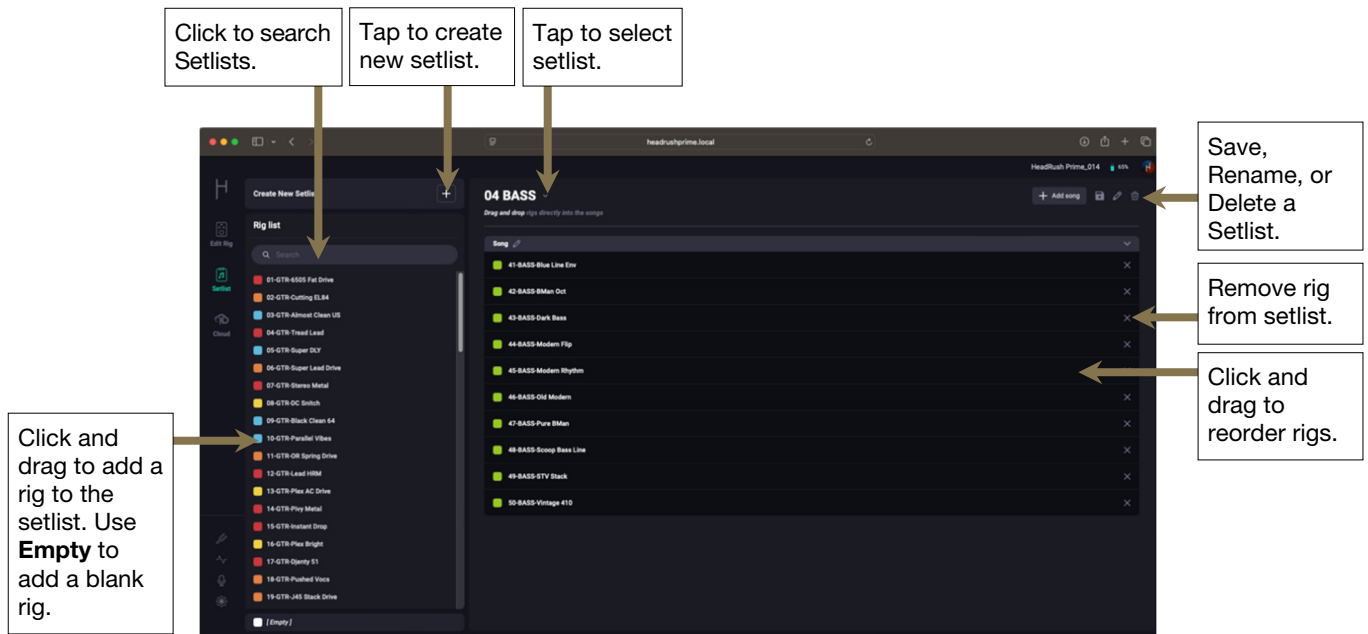 Click to search
Setlists.
Tap to create
new setlist.
Tap to select
setlist.
headrushprime.local
HeadRush Prime_014
65%
Create New Setlist
04 BASS
Drag and drop rigs directly into the songs
+ Add song
Save,
Rename, or
Delete a
Setlist.
Edit Rig
Setlist
Cloud
Rig list
Search
01-GTR-6505 Fat Drive
02-GTR-Cutting EL84
03-GTR-Almost Clean US
04-GTR-Tread Lead
05-GTR-Super DLY
06-GTR-Super Lead Drive
07-GTR-Stereo Metal
08-GTR-DC Snitch
09-GTR-Black Clean 64
10-GTR-Parallel Vibes
11-GTR-OR Spring Drive
12-GTR-Lead HRM
13-GTR-Plex AC Drive
14-GTR-Pivy Metal
15-GTR-Instant Drop
16-GTR-Plex Bright
17-GTR-Djenty 51
18-GTR-Pushed Vocs
19-GTR-J45 Stack Drive
[ Empty ]
Song
41-BASS-Blue Line Env
42-BASS-BMan Oct
43-BASS-Dark Bass
44-BASS-Modern Flip
45-BASS-Modern Rhythm
46-BASS-Old Modern
47-BASS-Pure BMan
48-BASS-Scoop Bass Line
49-BASS-STV Stack
50-BASS-Vintage 410
Remove rig
from setlist.
Click and
drag to
reorder rigs.
Click and
drag to add a
rig to the
setlist. Use
Empty to
add a blank
rig.